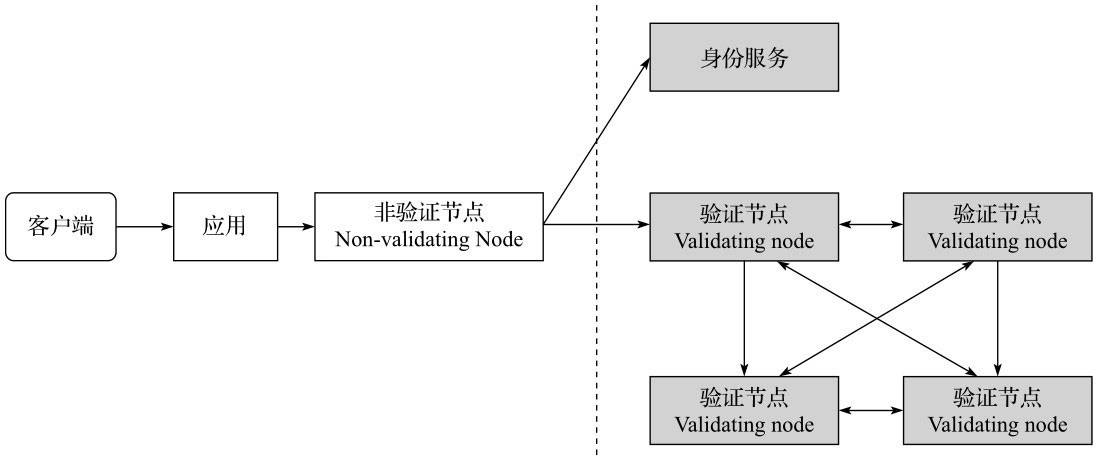 身份服务
客户端
应用
非验证节点
Non-validating Node
验证节点
Validating node
验证节点
Validating node
验证节点
Validating node
验证节点
Validating node